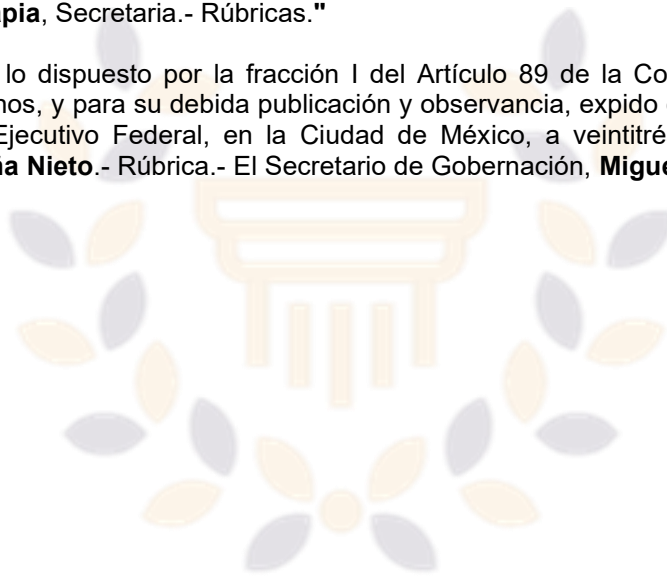 pia, Secretaria.- Rúbricas."
lo dispuesto por la fracción I del Artículo 89 de la Co
nos, y para su debida publicación y observancia, expido
Ejecutivo Federal, en la Ciudad de México, a veintitré
ña Nieto.- Rúbrica.- El Secretario de Gobernación, Migue